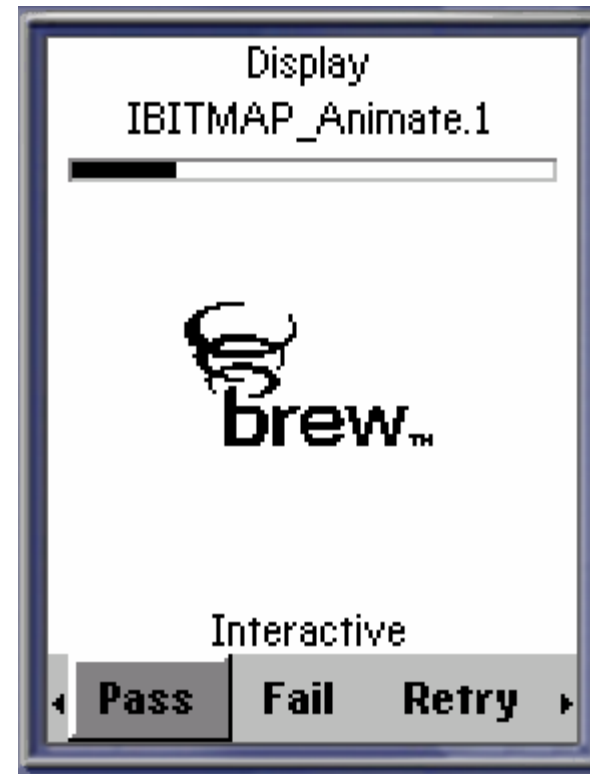 Display
IBITMAP_Animate.1
brew™
Interactive
Pass Fail Retry